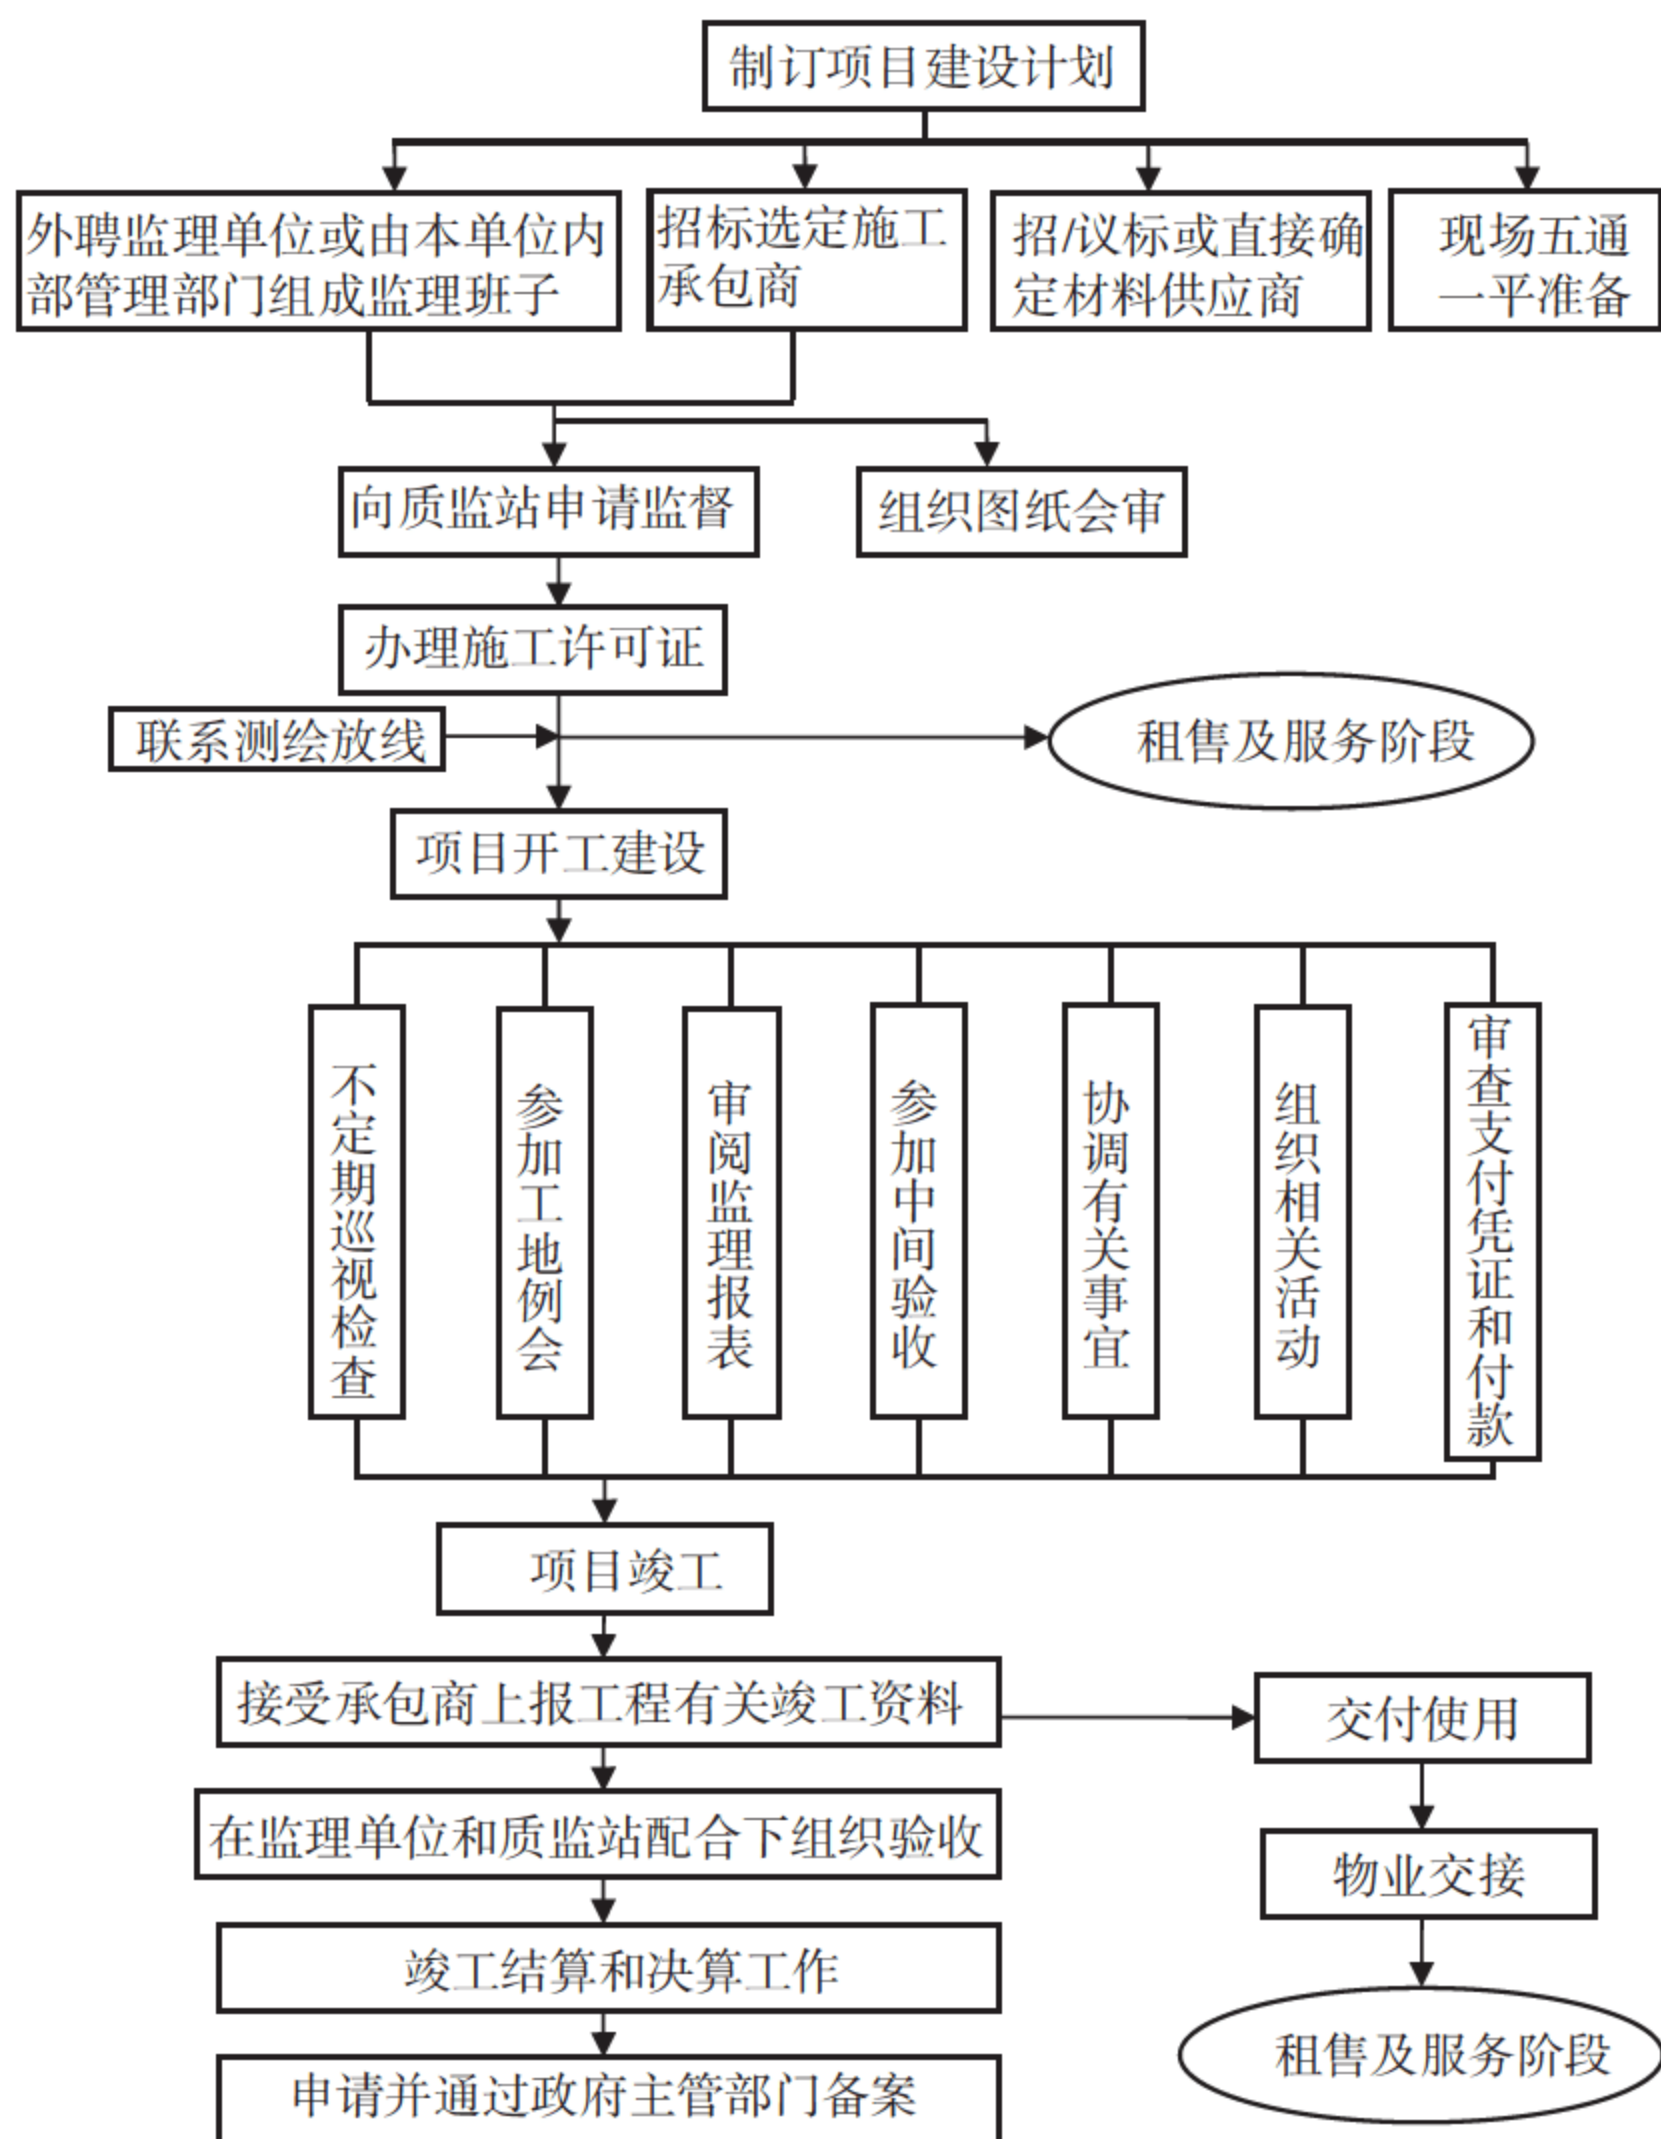 制订项目建设计划
外聘监理单位或由本单位内
部管理部门组成监理班子
招标选定施工
承包商
招/议标或直接确
定材料供应商
现场五通
一平准备
向质监站申请监督
组织图纸会审
办理施工许可证
联系测绘放线
租售及服务阶段
项目开工建设
不定期巡视检查
参加工地例会
审阅监理报表
参加中间验收
协调有关事宜
组织相关活动
审查支付凭证和付款
项目竣工
接受承包商上报工程有关竣工资料
交付使用
在监理单位和质监站配合下组织验收
物业交接
竣工结算和决算工作
租售及服务阶段
申请并通过政府主管部门备案